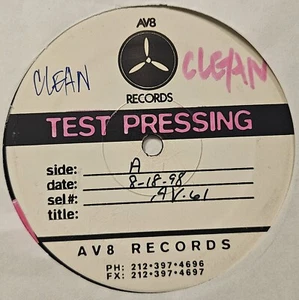 AV8
CLEAN
CLEAN
RECORDS
TEST PRESSING
side: A
date: 8-18-98
sel#: AV-61
title:
AV8 RECORDS
PH: 212•397•4696
FX: 212•397•4697